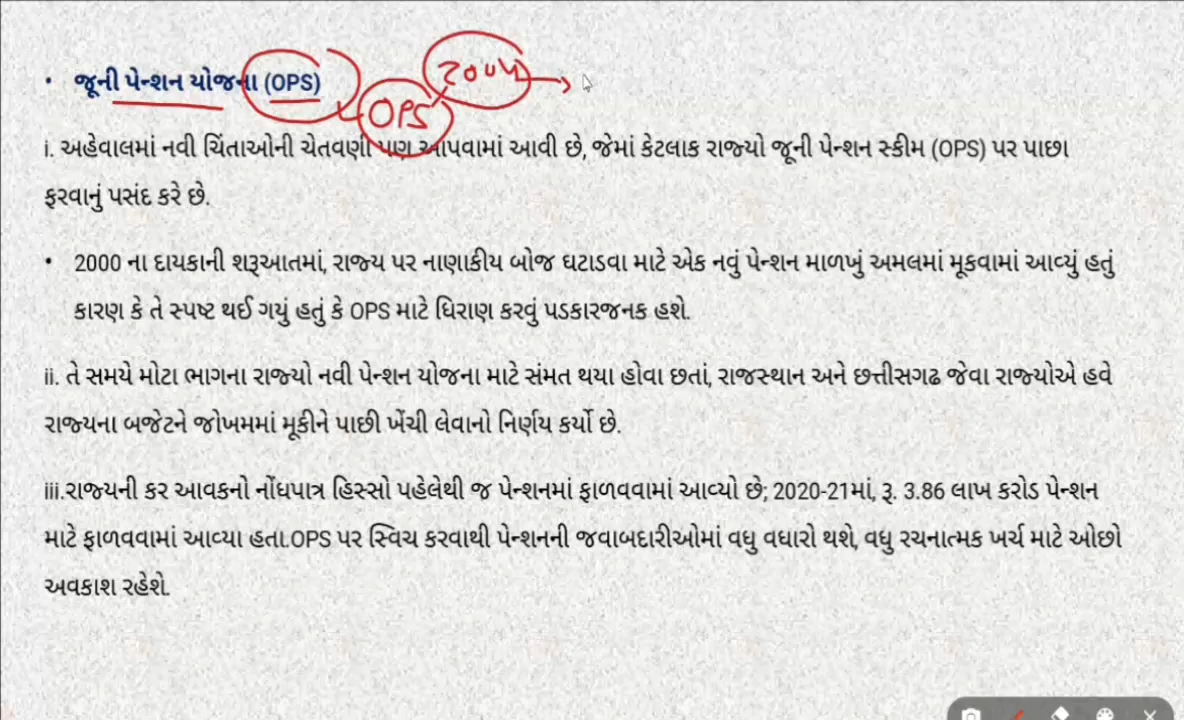 • જૂની પેન્શન યોજના (OPS)
OPS 2004
i. અહેવાલમાં નવી ચિંતાઓની ચેતવણી પણ આપવામાં આવી છે, જેમાં કેટલાક રાજ્યો જૂની પેન્શન સ્કીમ (OPS) પર પાછા
ફરવાનું પસંદ કરે છે.
• 2000 ના દાયકાની શરૂઆતમાં, રાજ્ય પર નાણાકીય બોજ ઘટાડવા માટે એક નવું પેન્શન માળખું અમલમાં મૂકવામાં આવ્યું હતું
કારણ કે તે સ્પષ્ટ થઈ ગયું હતું કે OPS માટે ધિરાણ કરવું પડકારજનક હશે.
ii. તે સમયે મોટા ભાગના રાજ્યો નવી પેન્શન યોજના માટે સંમત થયા હોવા છતાં, રાજસ્થાન અને છત્તીસગઢ જેવા રાજ્યોએ હવે
રાજ્યના બજેટને જોખમમાં મૂકીને પાછી ખેંચી લેવાનો નિર્ણય કર્યો છે.
iii.રાજ્યની કર આવકનો નોંધપાત્ર હિસ્સો પહેલેથી જ પેન્શનમાં ફાળવવામાં આવ્યો છે; 2020-21માં, રૂ. 3.86 લાખ કરોડ પેન્શન
માટે ફાળવવામાં આવ્યા હતા.OPS પર સ્વિચ કરવાથી પેન્શનની જવાબદારીઓમાં વધુ વધારો થશે, વધુ રચનાત્મક ખર્ચ માટે ઓછો
અવકાશ રહેશે.